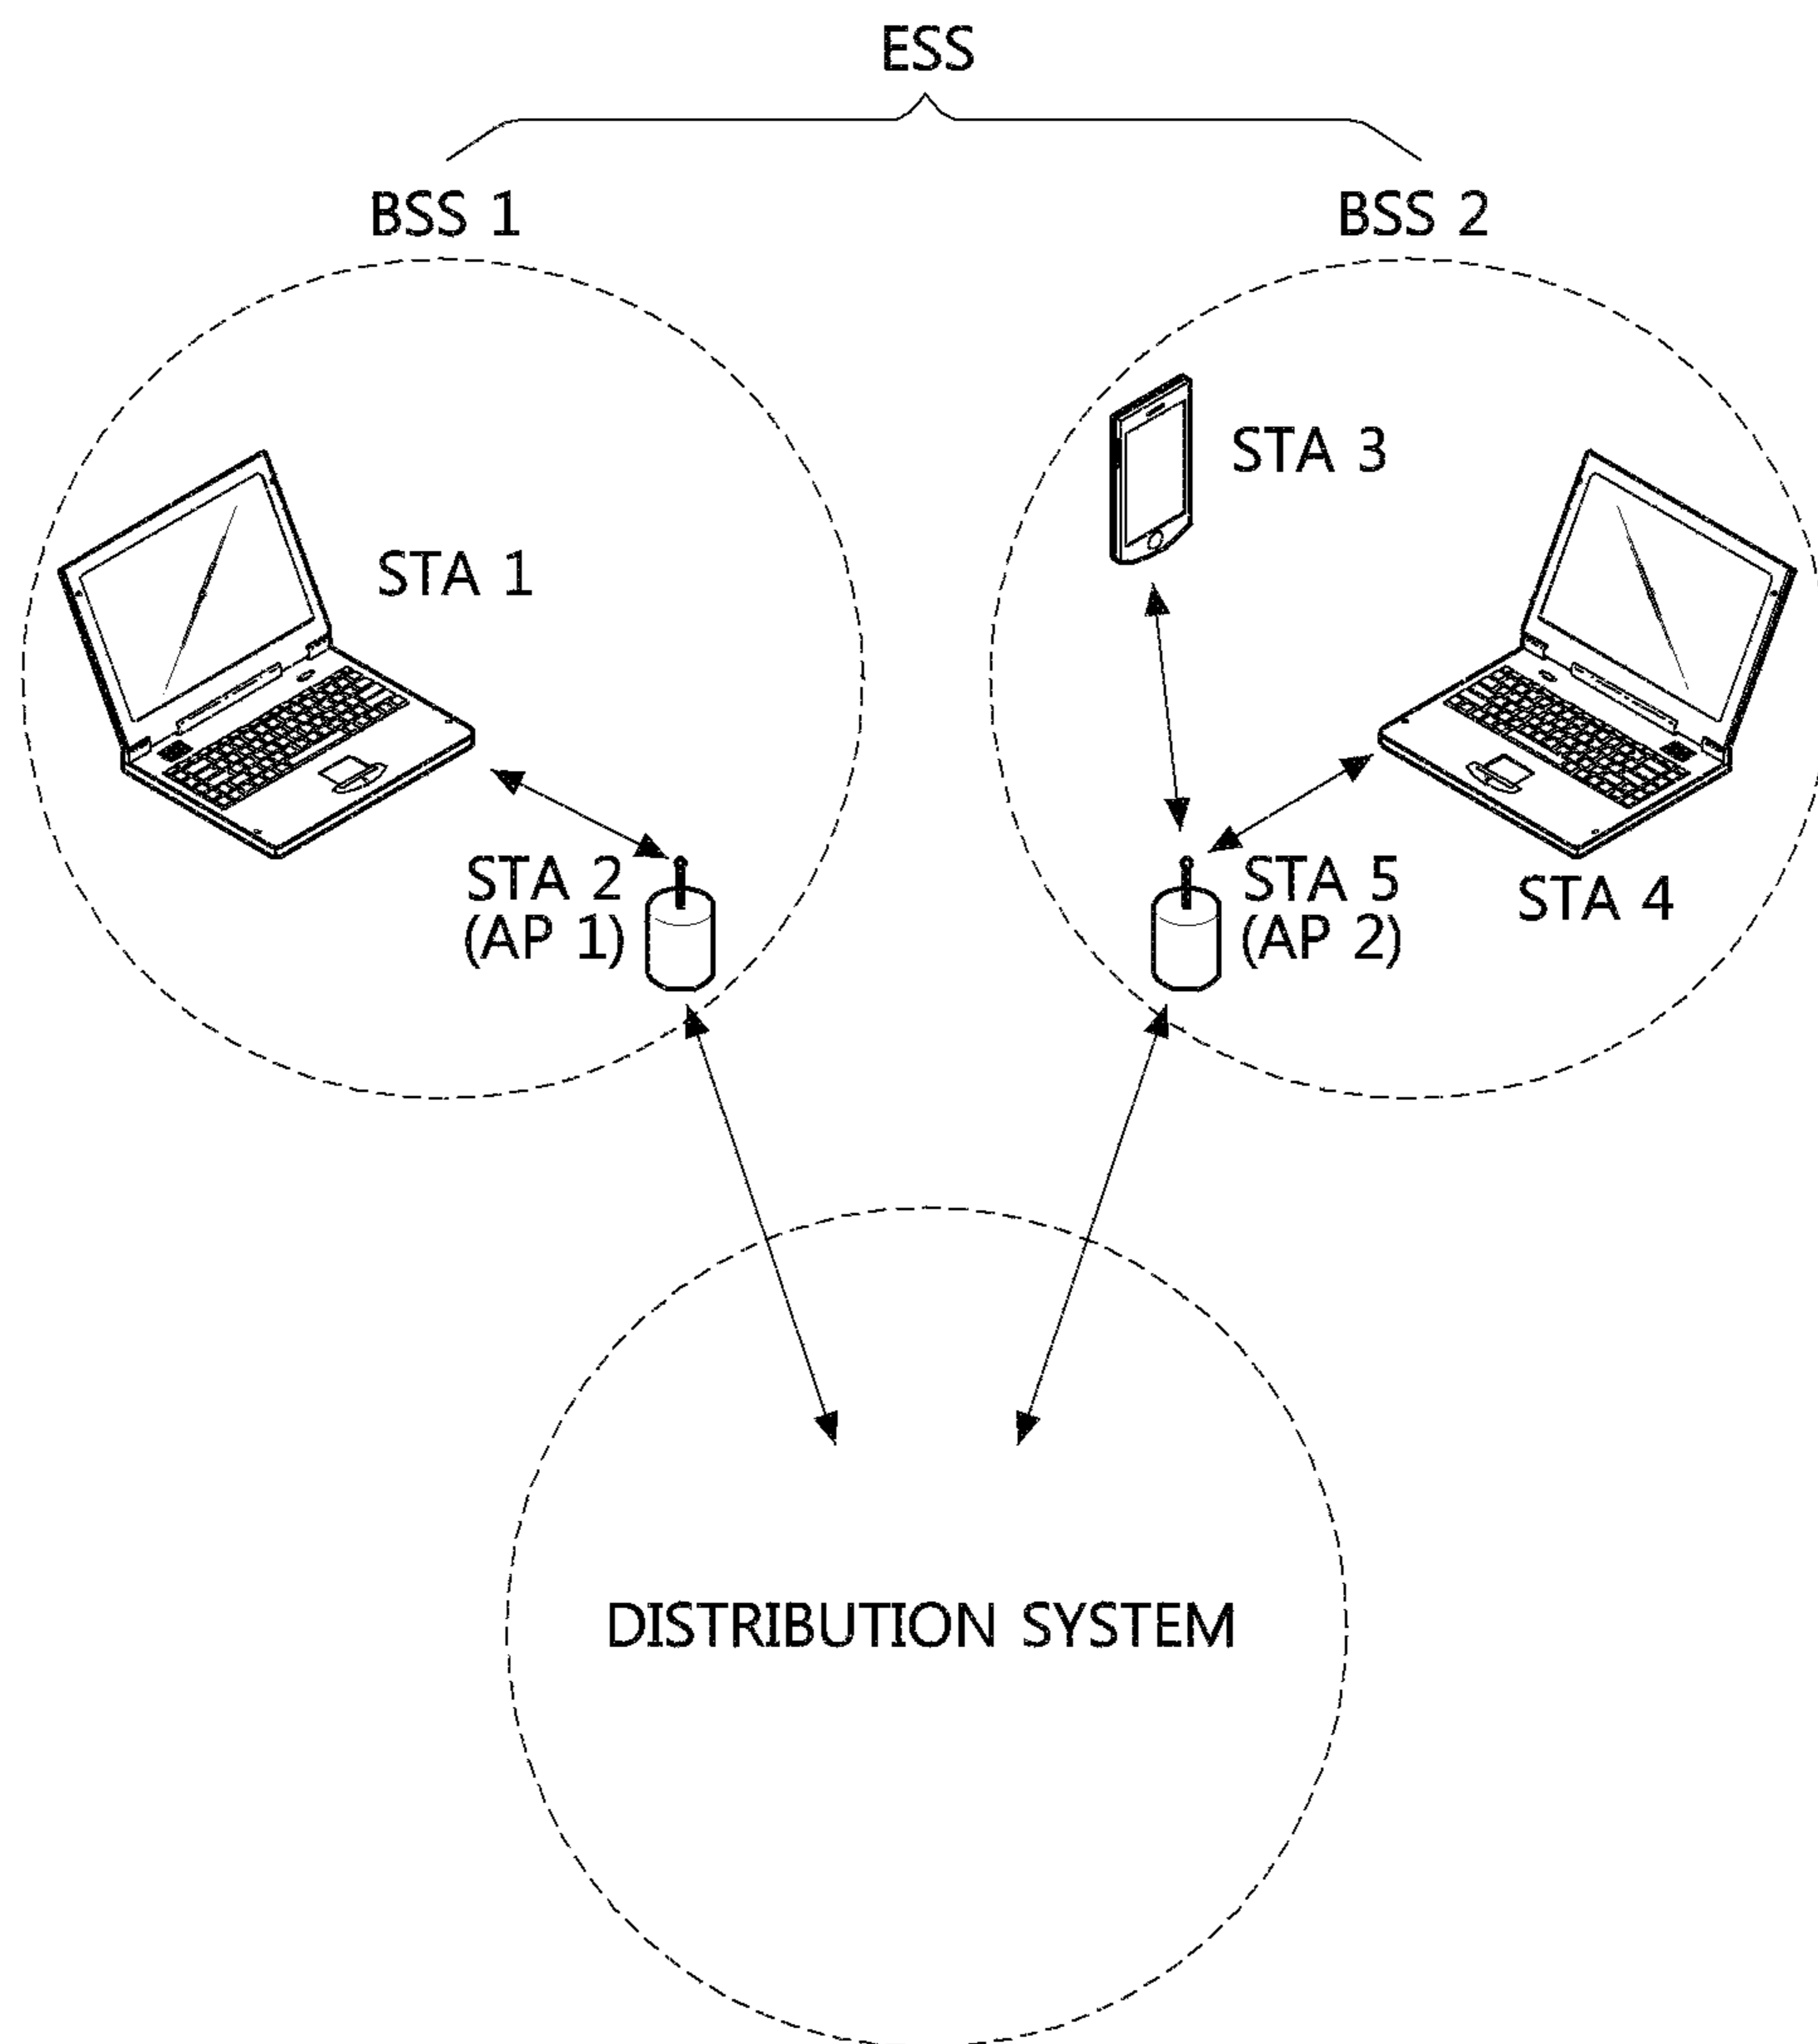 ESS
BSS 1
BSS 2
STA 3
STA 1
STA 2
(AP 1)
STA 5
(AP 2)
STA 4
DISTRIBUTION SYSTEM